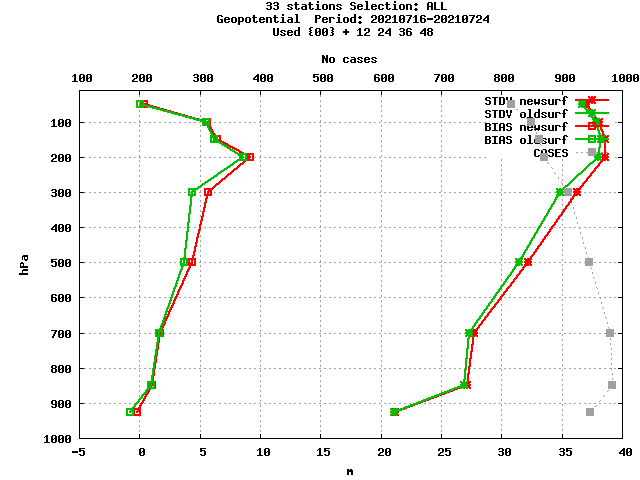 33 stations Selection: ALL
Geopotential  Period: 20210716-20210724
Used {00} + 12 24 36 48
No cases
100 200 300 400 500 600 700 800 900 1000
STDV newsurf
STDV oldsurf
BIAS newsurf
BIAS oldsurf
CASES
100
200
300
400
500
600
700
800
900
1000
hPa
-5 0 5 10 15 20 25 30 35 40
m